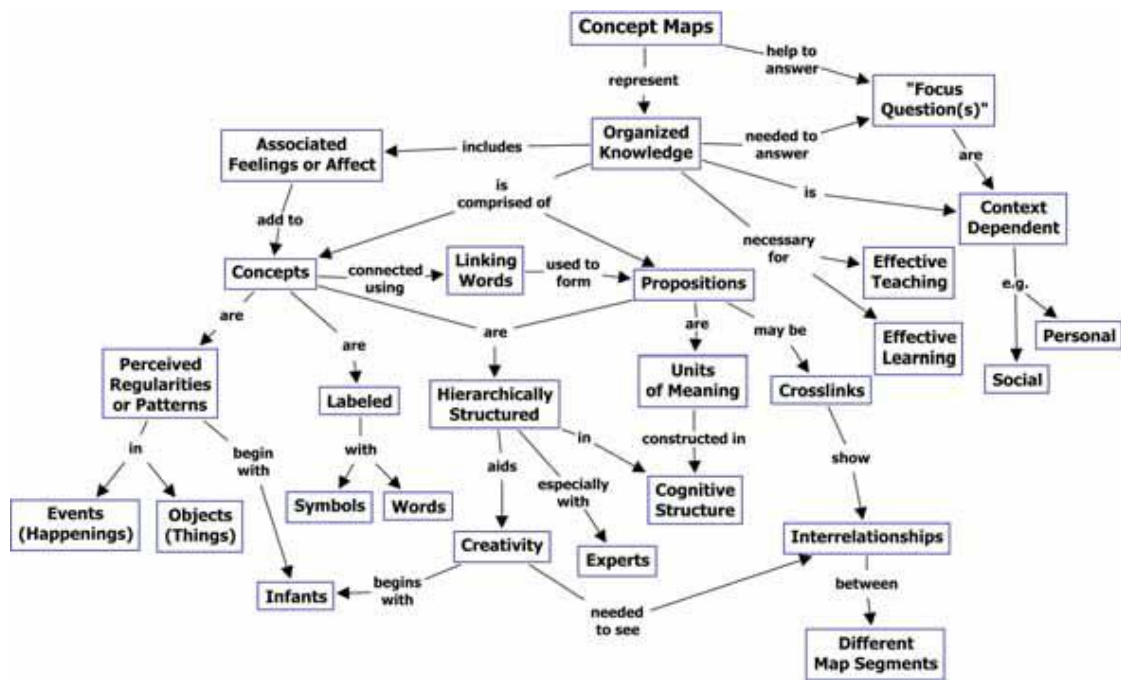 Concept Maps
help to
answer
represent
"Focus
Question(s)"
Organized
Knowledge
needed to
answer
includes
Associated
Feelings or Affect
are
is
is
comprised of
Context
Dependent
add to
necessary
for
Effective
Teaching
Concepts
connected
using
Linking
Words
used to
form
Propositions
e.g.
are
are
are
are
may be
Effective
Learning
Personal
Social
Perceived
Regularities
or Patterns
Labeled
Hierarchically
Structured
Units
of Meaning
Crosslinks
in
begin
with
with
aids
in
constructed in
show
especially
with
Events
(Happenings)
Objects
(Things)
Symbols
Words
Cognitive
Structure
Creativity
Experts
Interrelationships
Infants
begins
with
needed
to see
between
Different
Map Segments